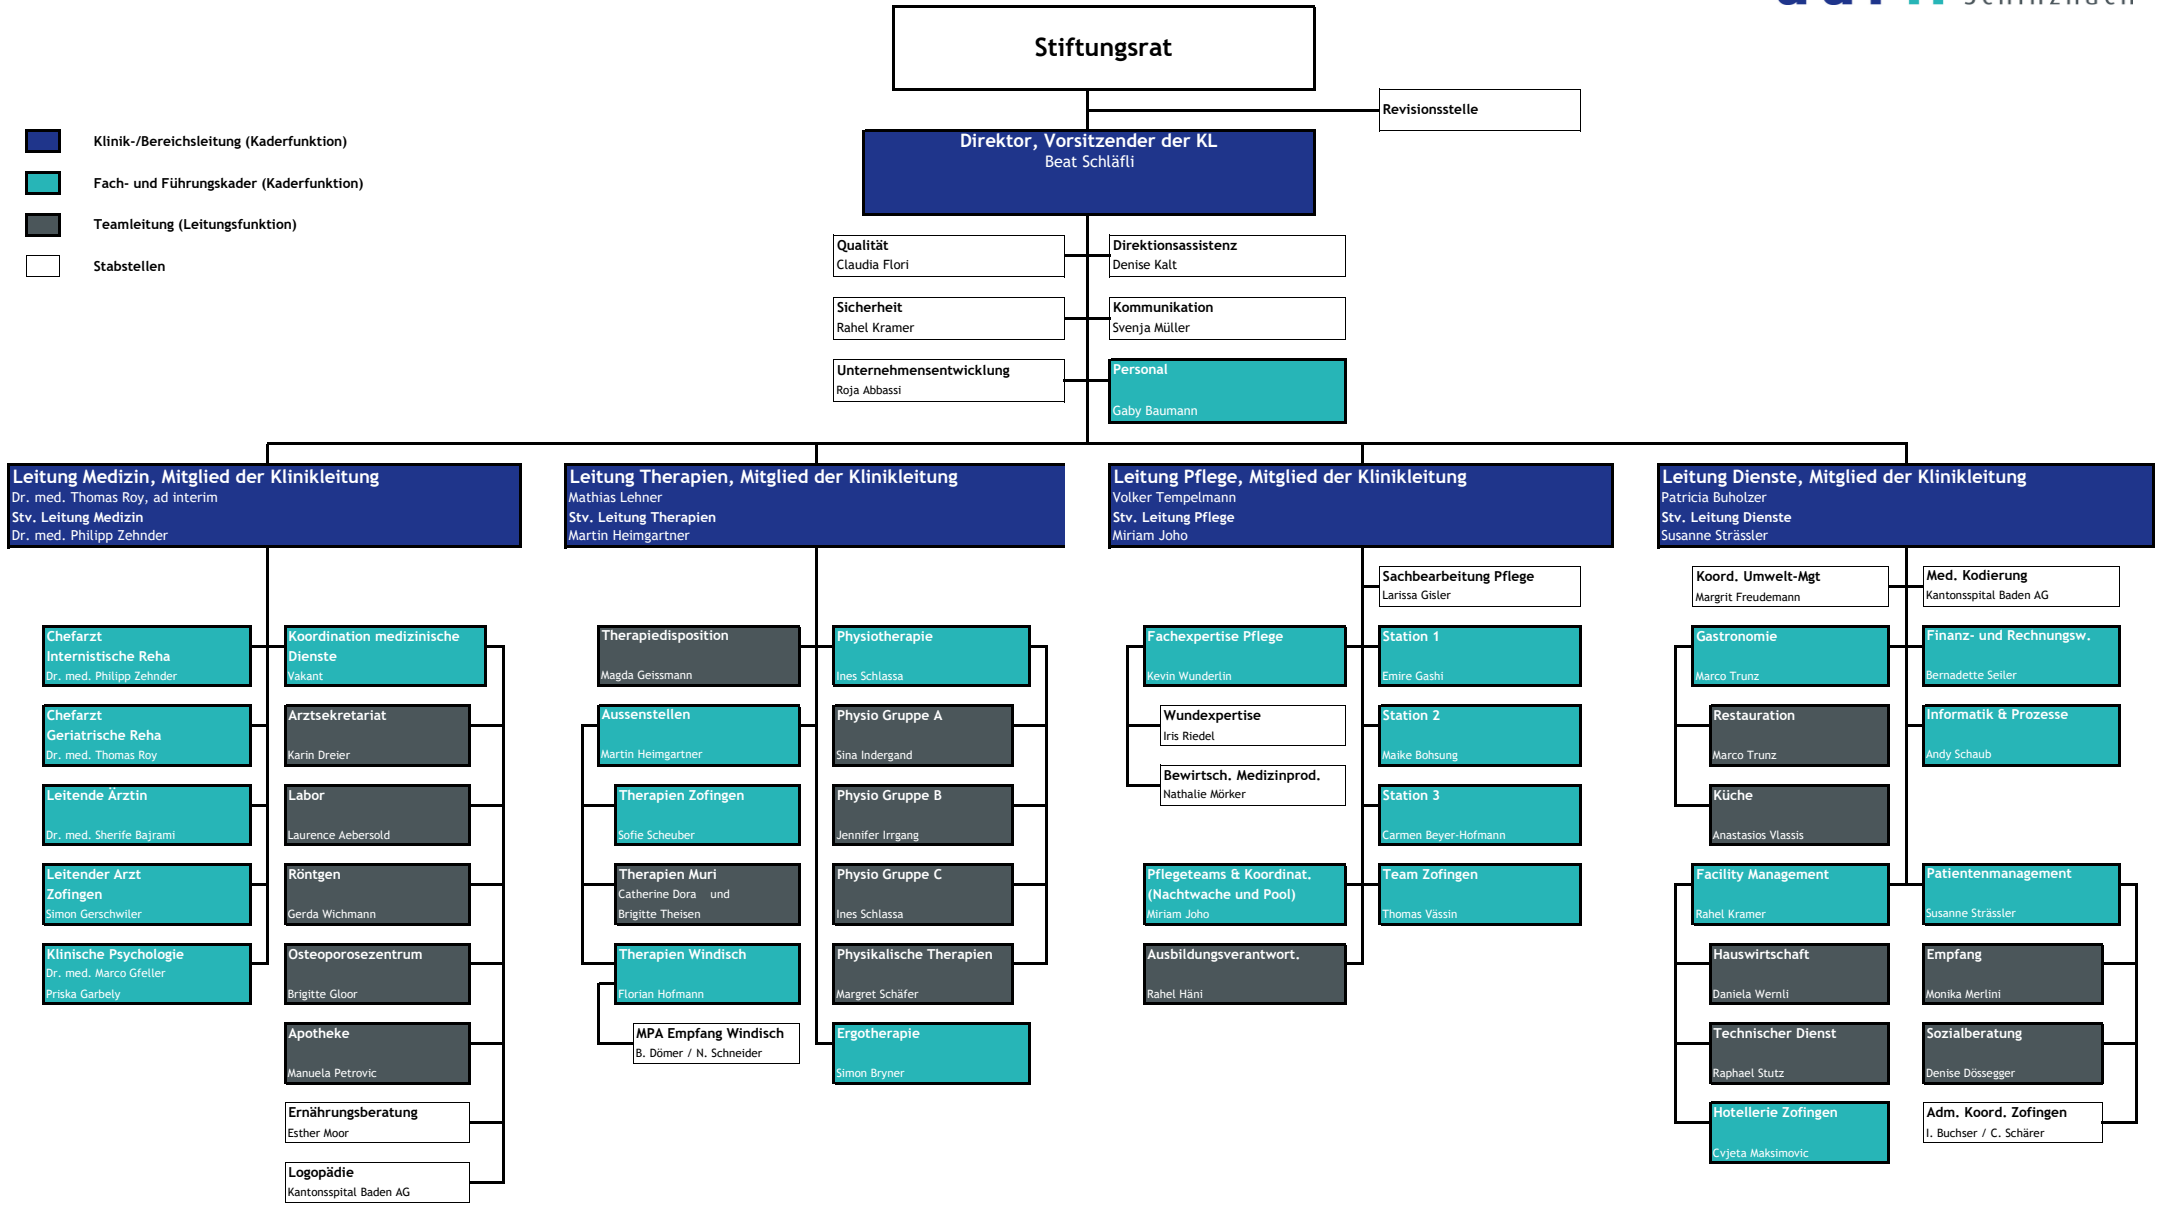 Schinznach
Stiftungsrat
Revisionsstelle
Direktor, Vorsitzender der KL
Beat Schläfli
Klinik-/Bereichsleitung (Kaderfunktion)
Fach- und Führungskader (Kaderfunktion)
Teamleitung (Leitungsfunktion)
Stabstellen
Qualität
Claudia Flori
Direktionsassistenz
Denise Kalt
Sicherheit
Rahel Kramer
Kommunikation
Svenja Müller
Unternehmensentwicklung
Roja Abbassi
Personal
Gaby Baumann
Leitung Medizin, Mitglied der Klinikleitung
Dr. med. Thomas Roy, ad interim
Stv. Leitung Medizin
Dr. med. Philipp Zehnder
Leitung Therapien, Mitglied der Klinikleitung
Mathias Lehner
Stv. Leitung Therapien
Martin Heimgartner
Leitung Pflege, Mitglied der Klinikleitung
Volker Tempelmann
Stv. Leitung Pflege
Miriam Joho
Leitung Dienste, Mitglied der Klinikleitung
Patricia Buholzer
Stv. Leitung Dienste
Susanne Strässler
Chefarzt
Internistische Reha
Dr. med. Philipp Zehnder
Chefarzt
Geriatrische Reha
Dr. med. Thomas Roy
Leitende Ärztin
Dr. med. Sherife Bajrami
Leitender Arzt
Zofingen
Simon Gerschwiler
Klinische Psychologie
Dr. med. Marco Gfeller
Priska Garbely
Koordination medizinische
Dienste
Vakant
Arztsekretariat
Karin Dreier
Labor
Laurence Aebersold
Röntgen
Gerda Wichmann
Osteoporosezentrum
Brigitte Gloor
Apotheke
Manuela Petrovic
Ernährungsberatung
Esther Moor
Logopädie
Kantonsspital Baden AG
Therapiedisposition
Magda Geissmann
Aussenstellen
Martin Heimgartner
Therapien Zofingen
Sofie Scheuber
Therapien Muri
Catherine Dora und
Brigitte Theisen
Therapien Windisch
Florian Hofmann
MPA Empfang Windisch
B. Dömer / N. Schneider
Physiotherapie
Ines Schlassa
Physio Gruppe A
Sina Indergand
Physio Gruppe B
Jennifer Irrgang
Physio Gruppe C
Ines Schlassa
Physikalische Therapien
Margret Schäfer
Ergotherapie
Simon Bryner
Sachbearbeitung Pflege
Larissa Gisler
Fachexpertise Pflege
Kevin Wunderlin
Wundexpertise
Iris Riedel
Bewirtsch. Medizinprod.
Nathalie Mörker
Pflegeteams & Koordinat.
(Nachtwache und Pool)
Miriam Joho
Ausbildungsverantwort.
Rahel Häni
Station 1
Emire Gashi
Station 2
Maike Bohsung
Station 3
Carmen Beyer-Hofmann
Team Zofingen
Thomas Vässin
Koord. Umwelt-Mgt
Margrit Freudemann
Med. Kodierung
Kantonsspital Baden AG
Gastronomie
Marco Trunz
Restauration
Marco Trunz
Küche
Anastasios Vlassis
Facility Management
Rahel Kramer
Hauswirtschaft
Daniela Wernli
Technischer Dienst
Raphael Stutz
Hotellerie Zofingen
Cvjeta Maksimovic
Finanz- und Rechnungsw.
Bernadette Seiler
Informatik & Prozesse
Andy Schaub
Patientenmanagement
Susanne Strässler
Empfang
Monika Merlini
Sozialberatung
Denise Dössegger
Adm. Koord. Zofingen
I. Buchser / C. Schärer